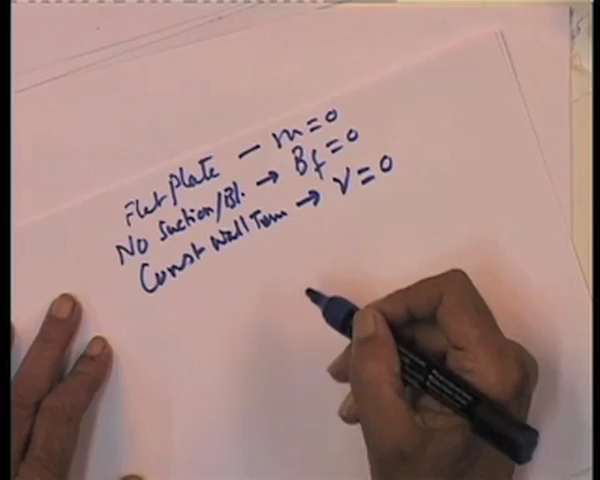 Flat plate — m = 0
No Suction/Bl. → Bf = 0
Const Wall Tem → γ = 0